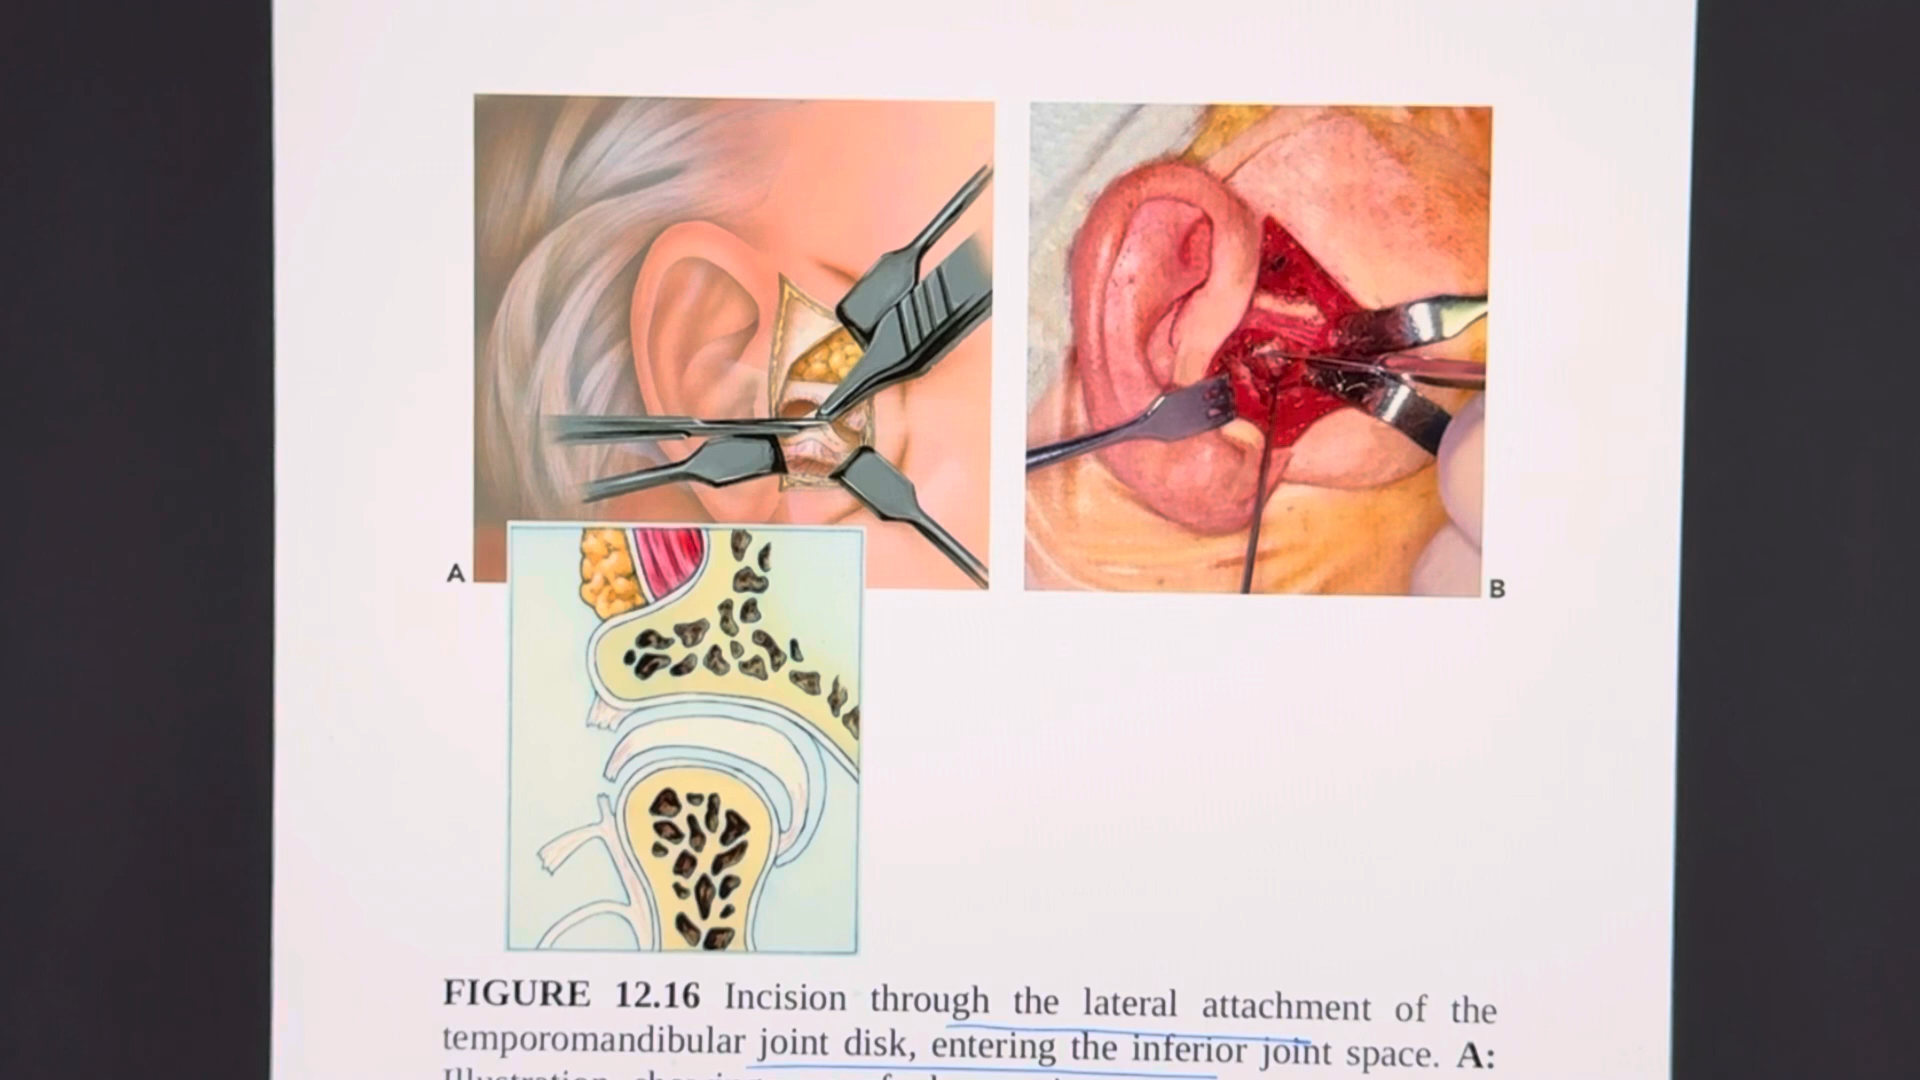 A
B
FIGURE 12.16 Incision through the lateral attachment of the
temporomandibular joint disk, entering the inferior joint space. A: